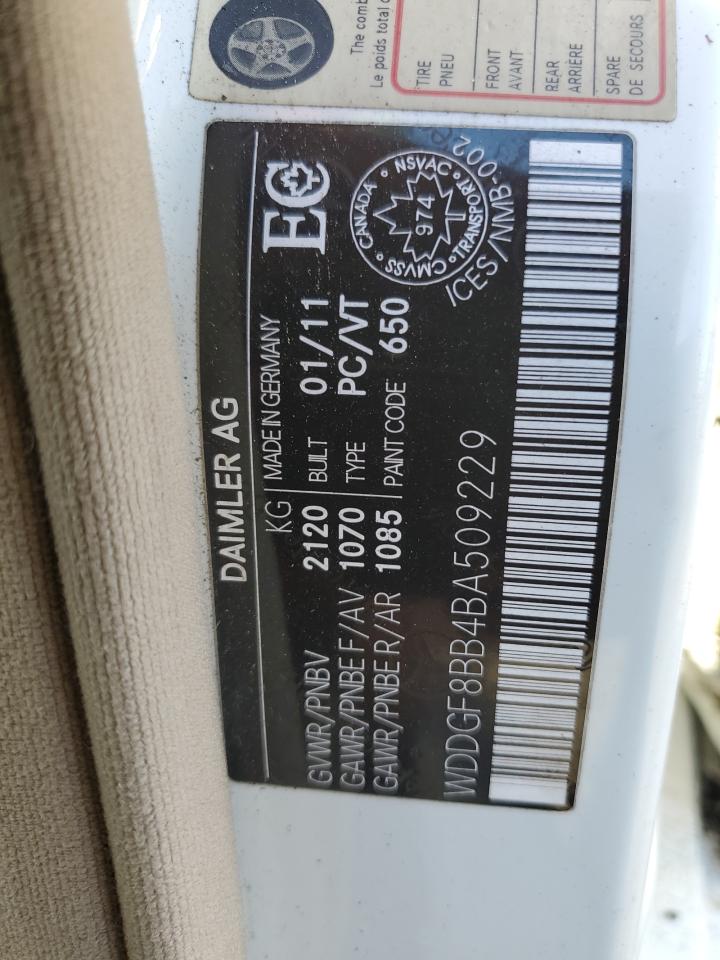 The comb
Le poids total c
TIRE
PNEU
FRONT
AVANT
REAR
ARRIÈRE
SPARE
DE SECOURS
DAIMLER AG
KG MADE IN GERMANY
GVWR/PNBV 2120 BUILT 01/11
GAWR/PNBE F/AV 1070 TYPE PC/VT
GAWR/PNBE R/AR 1085 PAINT CODE 650
EC
CANADA • NSVAC • TRANSPORT • CMVSS •
974
ICES/NMB-002
WDDGF8BB4BA509229